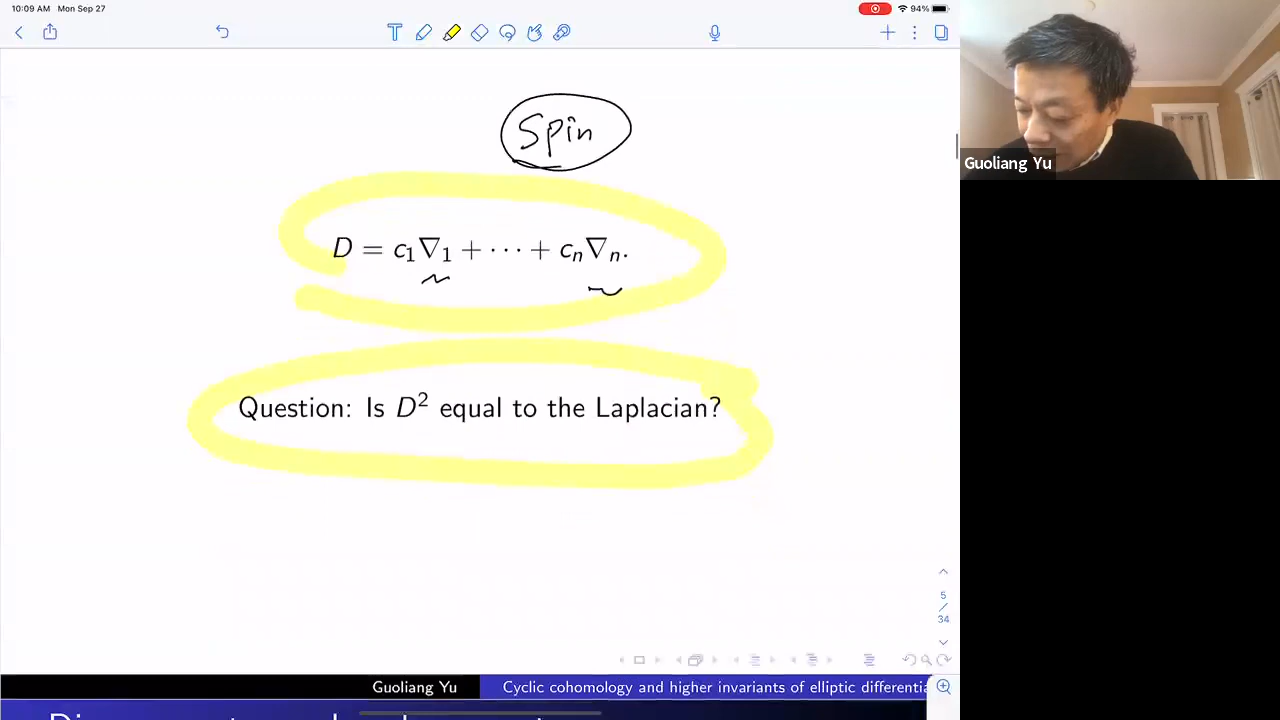 10:09 AM Mon Sep 27
94%
Spin
D = c₁∇₁ + ··· + cₙ∇ₙ.
Question: Is D² equal to the Laplacian?
5
/
34
Guoliang Yu
Cyclic cohomology and higher invariants of elliptic differentia
Guoliang Yu